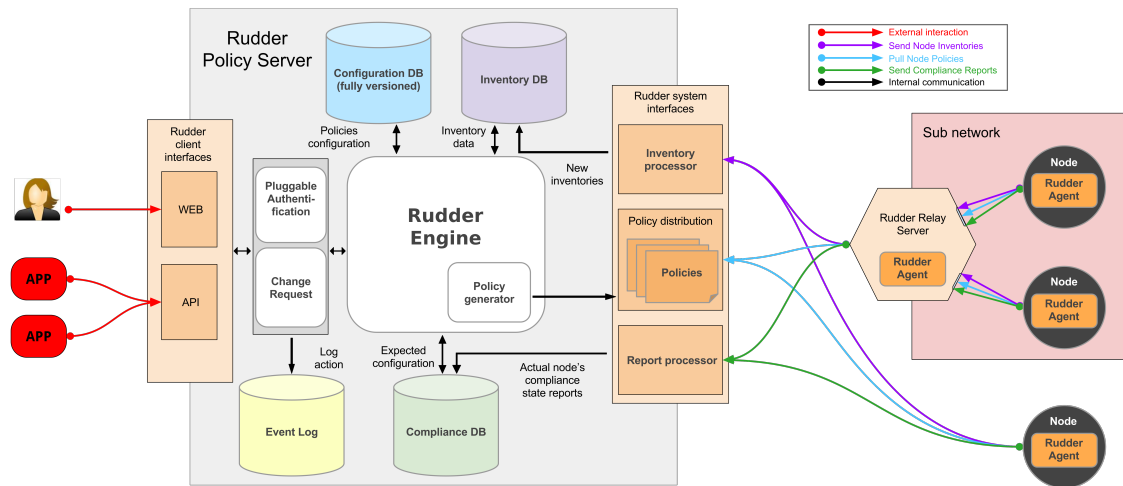 Rudder
Policy Server
Configuration DB
(fully versioned)
Inventory DB
External interaction
Send Node Inventories
Pull Node Policies
Send Compliance Reports
Internal communication
Rudder system
interfaces
Rudder
client
interfaces
Policies
configuration
Inventory
data
New
inventories
Inventory
processor
Sub network
Node
Rudder
Agent
Pluggable
Authenti-
fication
WEB
Rudder
Engine
Policy distribution
Policies
Rudder Relay
Server
Rudder
Agent
APP
API
Change
Request
Policy
generator
Node
Rudder
Agent
APP
Log
action
Expected
configuration
Actual node's
compliance
state reports
Report processor
Event Log
Compliance DB
Node
Rudder
Agent